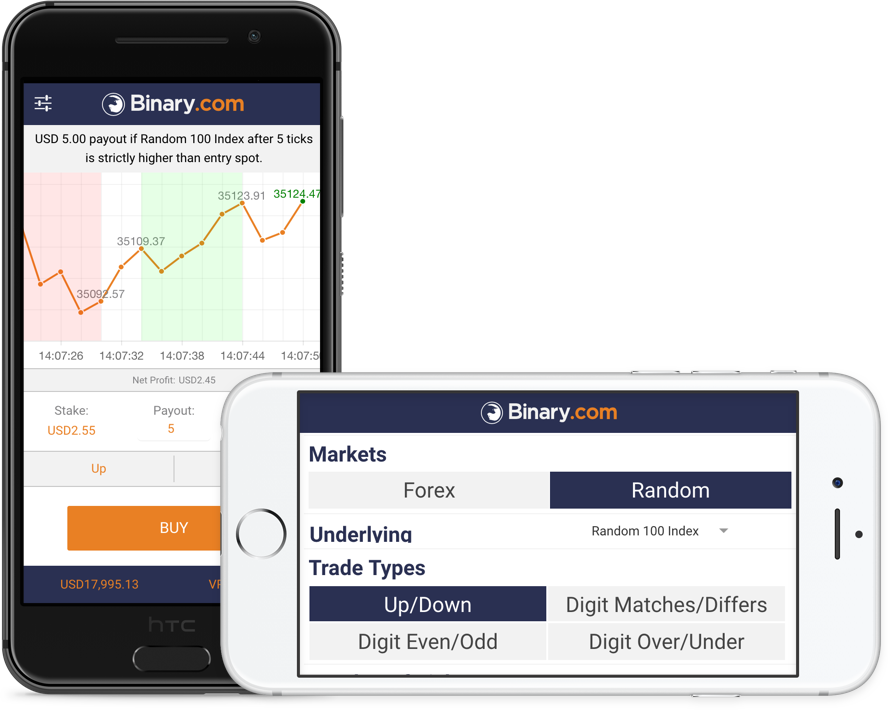 Binary.com
USD 5.00 payout if Random 100 Index after 5 ticks
is strictly higher than entry spot.
35123.91
35124.47
35109.37
35092.57
14:07:26
14:07:32
14:07:38
14:07:44
14:07:5
Net Profit: USD2.45
Stake:
Payout:
USD2.55
5
Up
BUY
USD17,995.13
htc
Binary.com
Markets
Forex
Random
Underlying
Random 100 Index
Trade Types
Up/Down
Digit Matches/Differs
Digit Even/Odd
Digit Over/Under